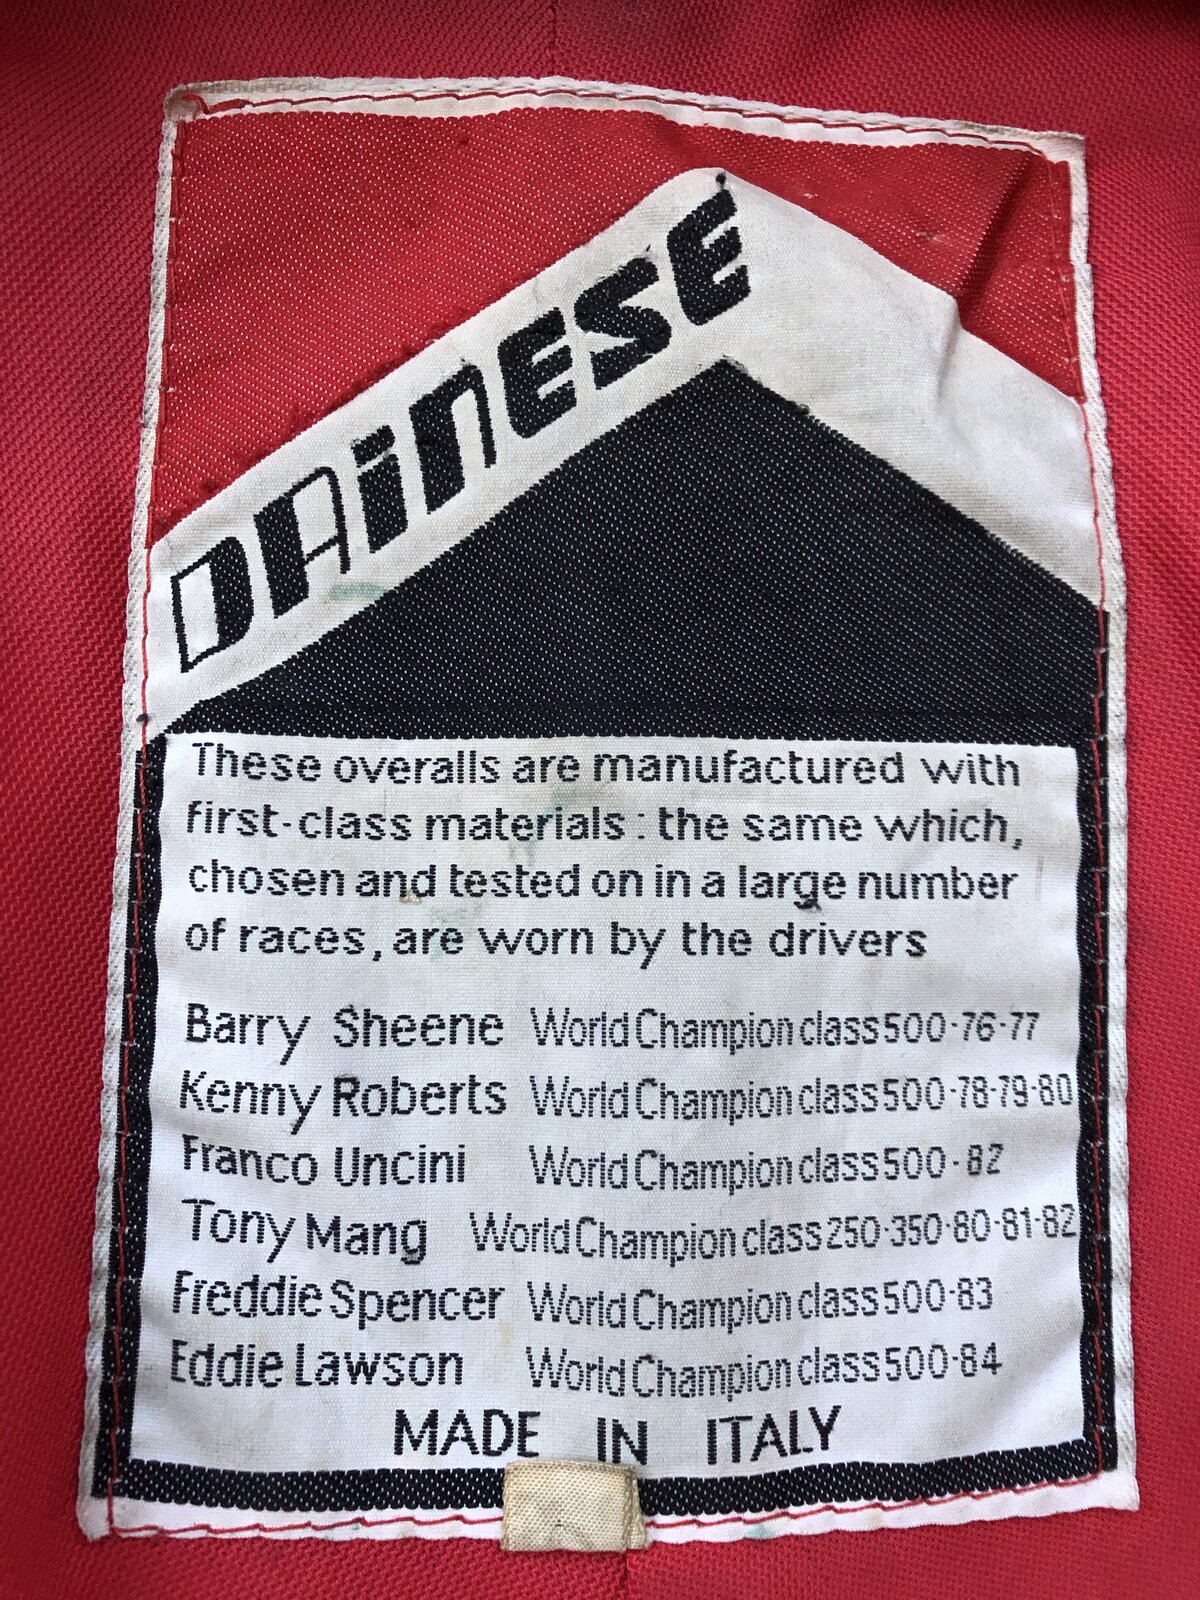 DAiNESE
These overalls are manufactured with
first-class materials: the same which,
chosen and tested on in a large number
of races, are worn by the drivers
Barry Sheene World Champion class 500-76-77
Kenny Roberts World Champion class 500-78-79-80
Franco Uncini World Champion class 500-82
Tony Mang World Champion class 250-350-80-81-82
Freddie Spencer World Champion class 500-83
Eddie Lawson World Champion class 500-84
MADE IN ITALY